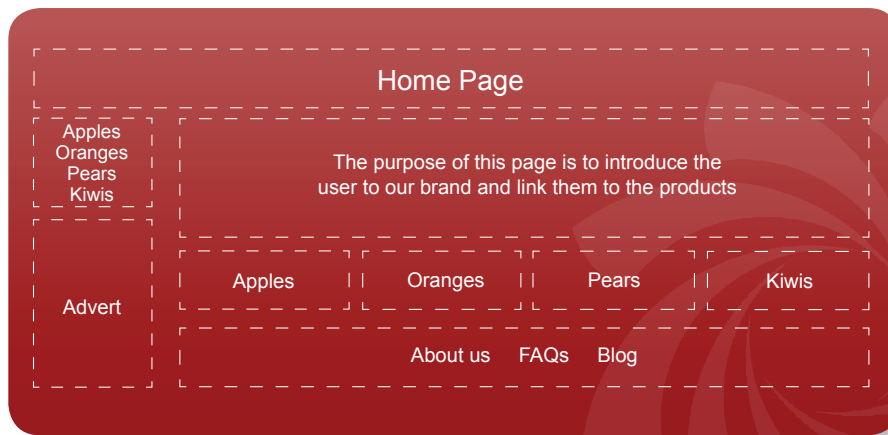 Home Page
Apples
Oranges
Pears
Kiwis
The purpose of this page is to introduce the
user to our brand and link them to the products
Advert
Apples Oranges Pears Kiwis
About us FAQs Blog